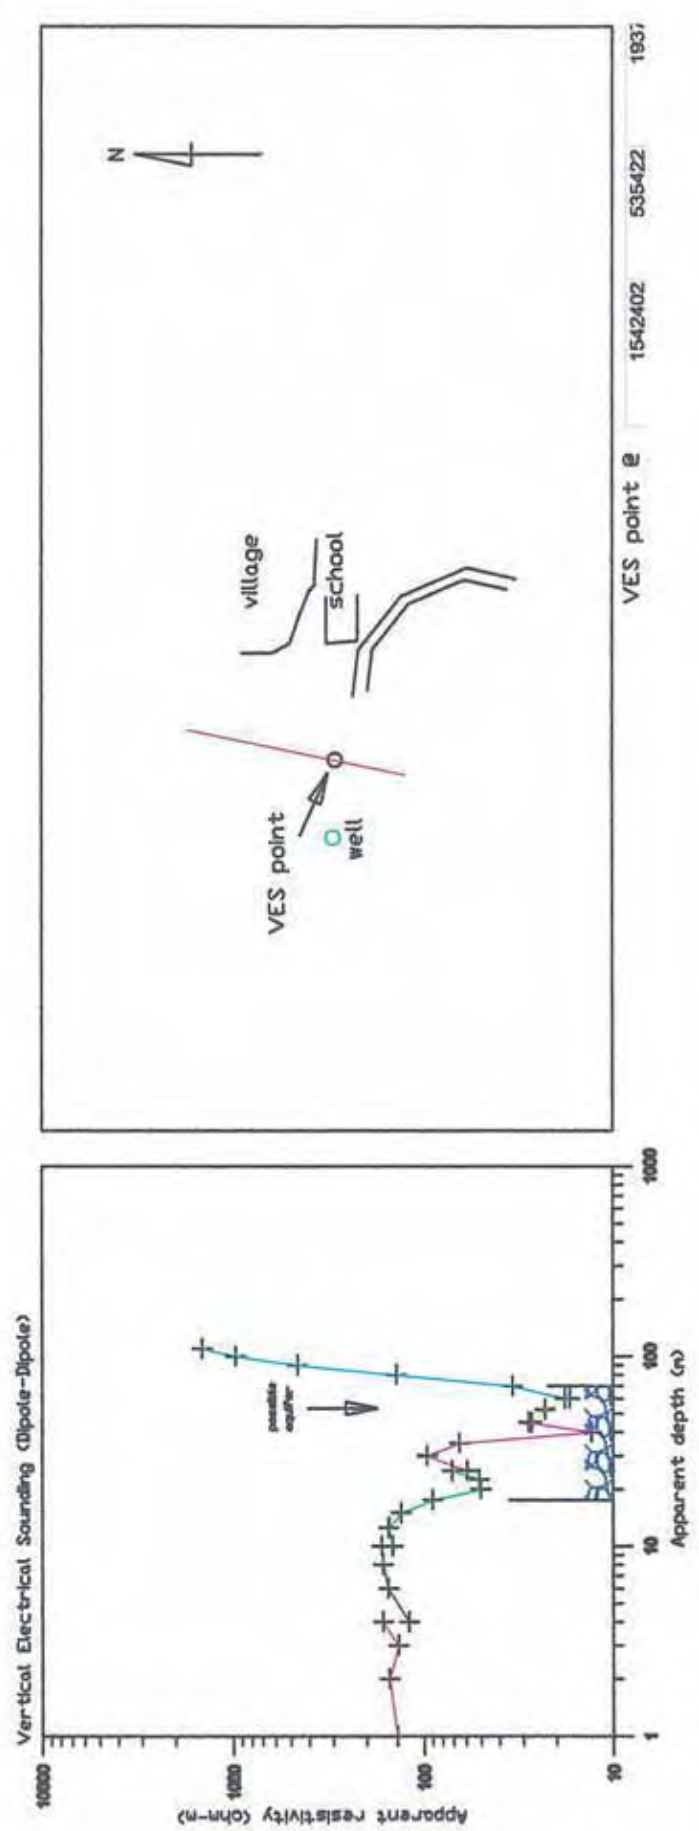 Vertical Electrical Sounding (Dipole-Dipole)
10000
1000
100
10
Apparent resistivity (ohm-m)
possible
aquifer
1
10
100
1000
Apparent depth (m)
N
village
school
VES point
well
VES point @ 1542402 535422 1937